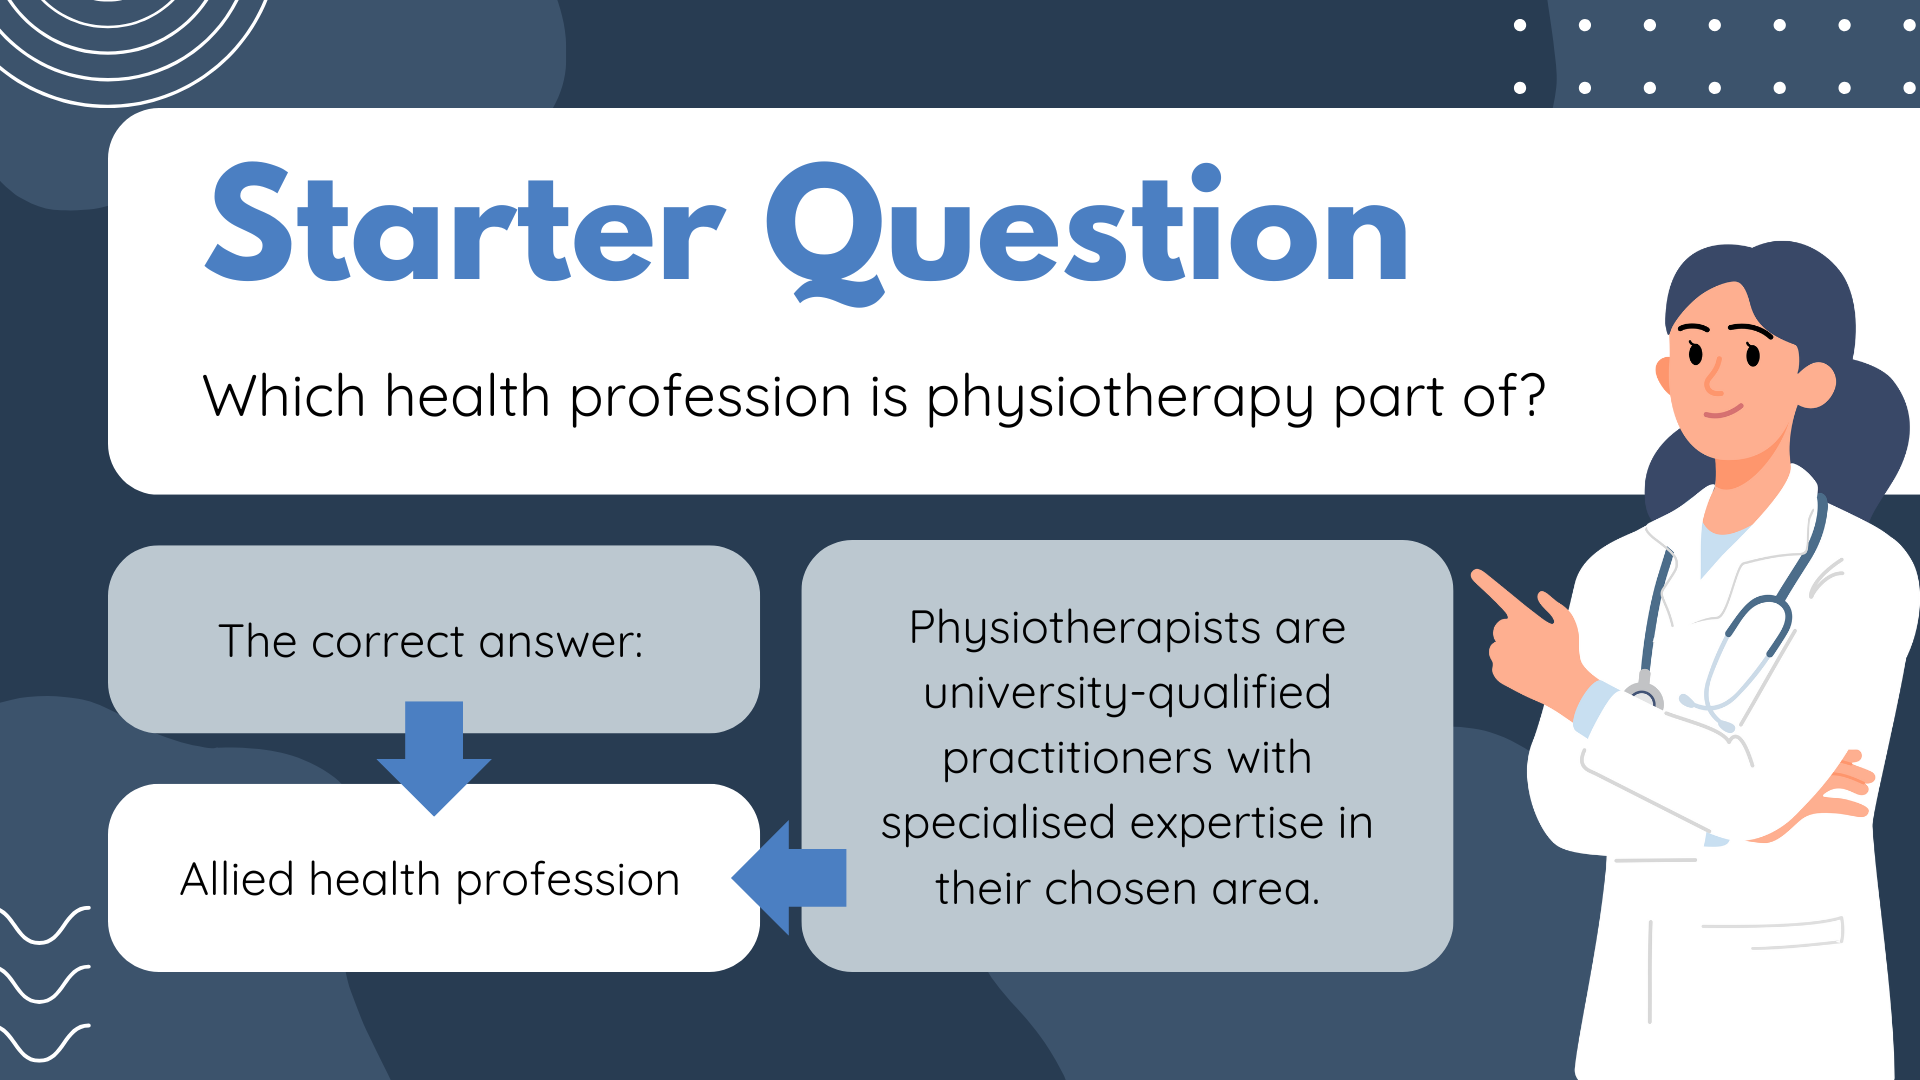 Starter Question
Which health profession is physiotherapy part of?
The correct answer:
Allied health profession
Physiotherapists are
university-qualified
practitioners with
specialised expertise in
their chosen area.